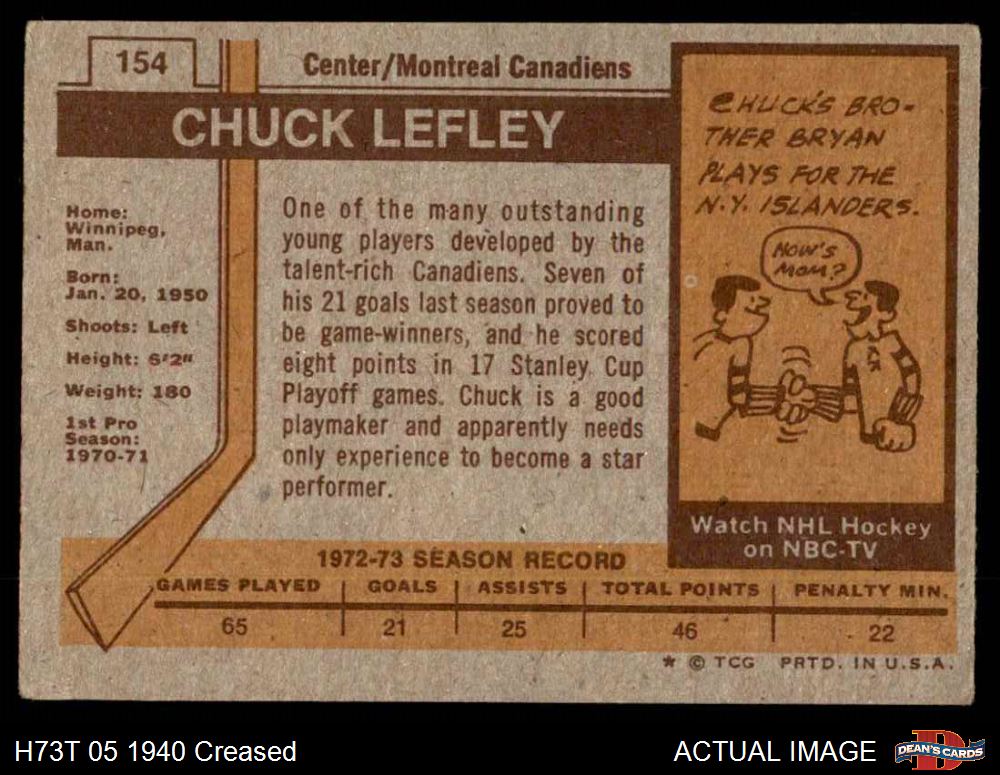 154
Center/Montreal Canadiens
CHUCK LEFLEY
Home:
Winnipeg,
Man.
Born:
Jan. 20, 1950
Shoots: Left
Height: 6'2"
Weight: 180
1st Pro
Season:
1970-71
One of the many outstanding
young players developed by the
talent-rich Canadiens. Seven of
his 21 goals last season proved to
be game-winners, and he scored
eight points in 17 Stanley Cup
Playoff games. Chuck is a good
playmaker and apparently needs
only experience to become a star
performer.
CHUCK'S BRO-
THER BRYAN
PLAYS FOR THE
N.Y. ISLANDERS.
HOW'S
MOM?
Watch NHL Hockey
on NBC-TV
1972-73 SEASON RECORD
GAMES PLAYED GOALS ASSISTS TOTAL POINTS PENALTY MIN.
65 21 25 46 22
* © TCG PRTD. IN U.S.A.
H73T 05 1940 Creased
ACTUAL IMAGE
DEAN'S CARDS